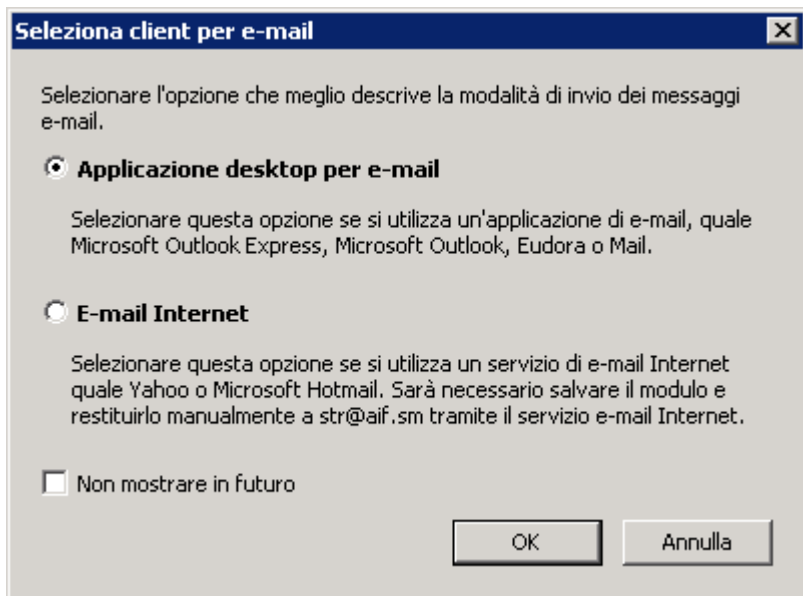 Seleziona client per e-mail
Selezionare l'opzione che meglio descrive la modalità di invio dei messaggi
e-mail.
Applicazione desktop per e-mail
Selezionare questa opzione se si utilizza un'applicazione di e-mail, quale
Microsoft Outlook Express, Microsoft Outlook, Eudora o Mail.
E-mail Internet
Selezionare questa opzione se si utilizza un servizio di e-mail Internet
quale Yahoo o Microsoft Hotmail. Sarà necessario salvare il modulo e
restituirlo manualmente a str@aif.sm tramite il servizio e-mail Internet.
Non mostrare in futuro
OK
Annulla